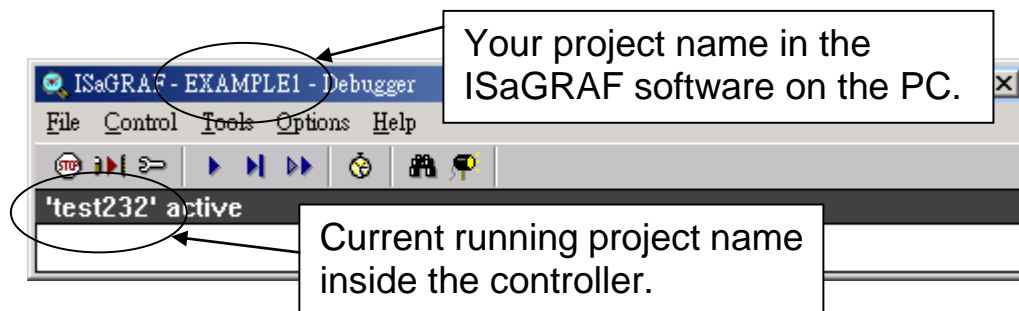 Your project name in the
ISaGRAF software on the PC.
ISaGRAF - EXAMPLE1 - Debugger
File Control Tools Options Help
STOP
'test232' active
Current running project name
inside the controller.